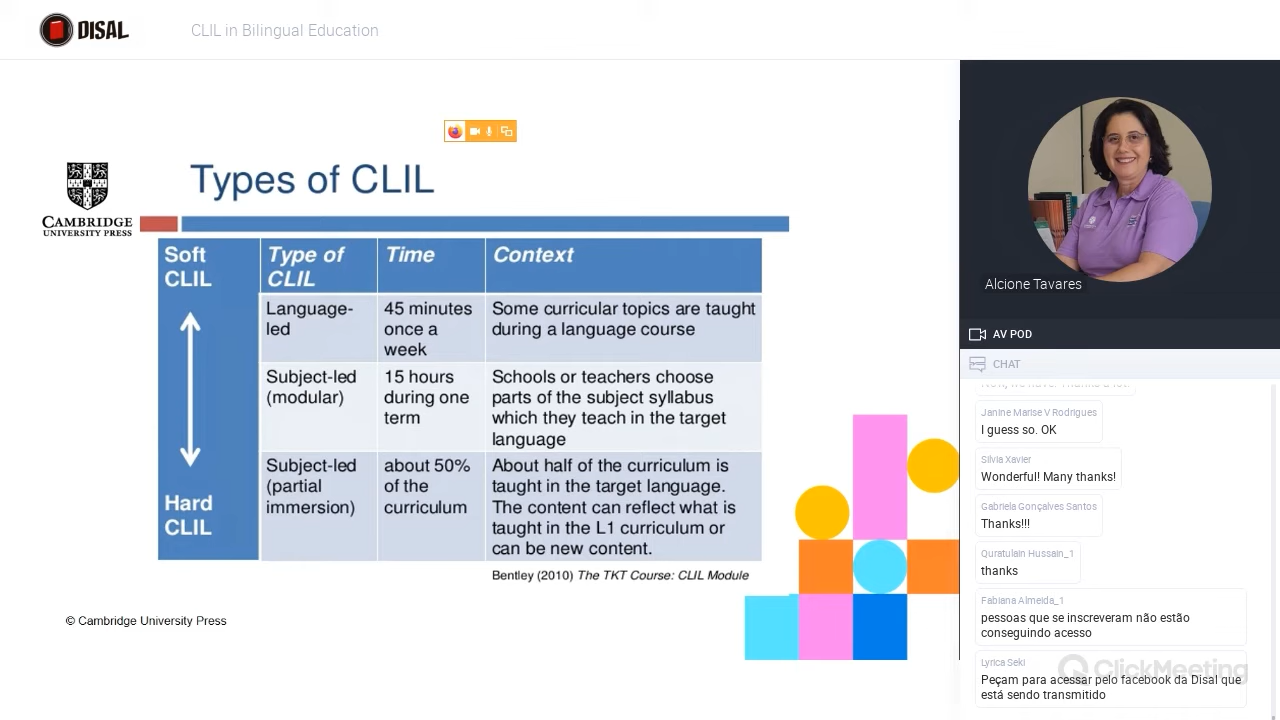 DISAL
CLIL in Bilingual Education
CAMBRIDGE
UNIVERSITY PRESS
Types of CLIL
Soft
CLIL
Hard
CLIL
Type of
CLIL
Time
Context
Language-
led
45 minutes
once a
week
Some curricular topics are taught
during a language course
Subject-led
(modular)
15 hours
during one
term
Schools or teachers choose
parts of the subject syllabus
which they teach in the target
language
Subject-led
(partial
immersion)
about 50%
of the
curriculum
About half of the curriculum is
taught in the target language.
The content can reflect what is
taught in the L1 curriculum or
can be new content.
Bentley (2010) The TKT Course: CLIL Module
© Cambridge University Press
Alcione Tavares
AV POD
CHAT
Janine Marise V Rodrigues
I guess so. OK
Silvia Xavier
Wonderful! Many thanks!
Gabriela Gonçalves Santos
Thanks!!!
Quratulain Hussain_1
thanks
Fabiana Almeida_1
pessoas que se inscreveram não estão
conseguindo acesso
Lyrica Seki
Peçam para acessar pelo facebook da Disal que
está sendo transmitido
ClickMeeting